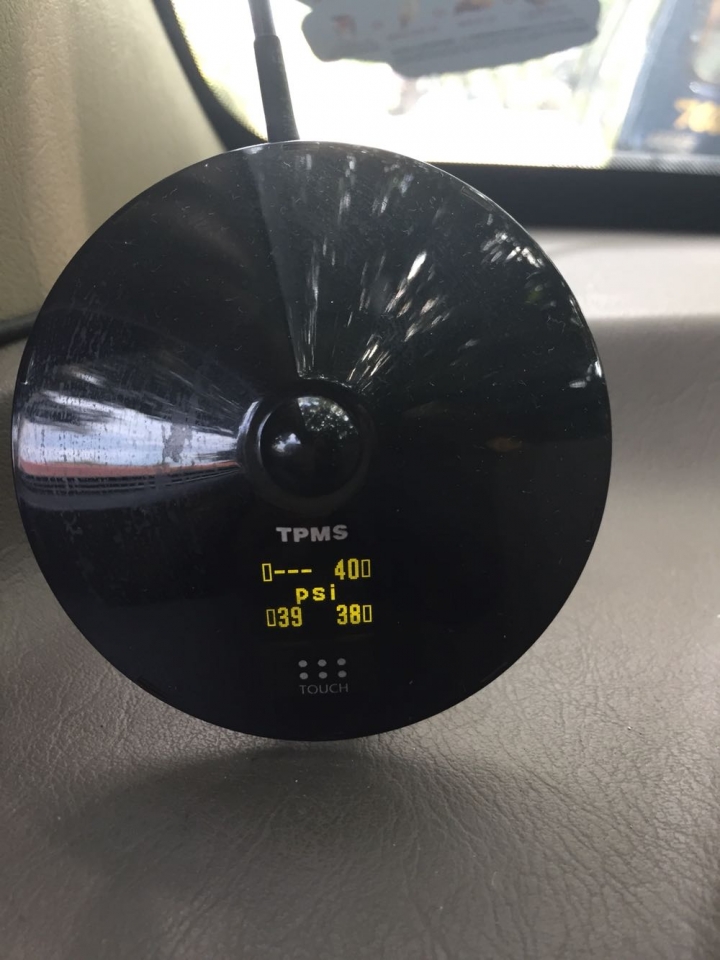 TPMS
▯--- 40▯
psi
▯39 38▯
TOUCH